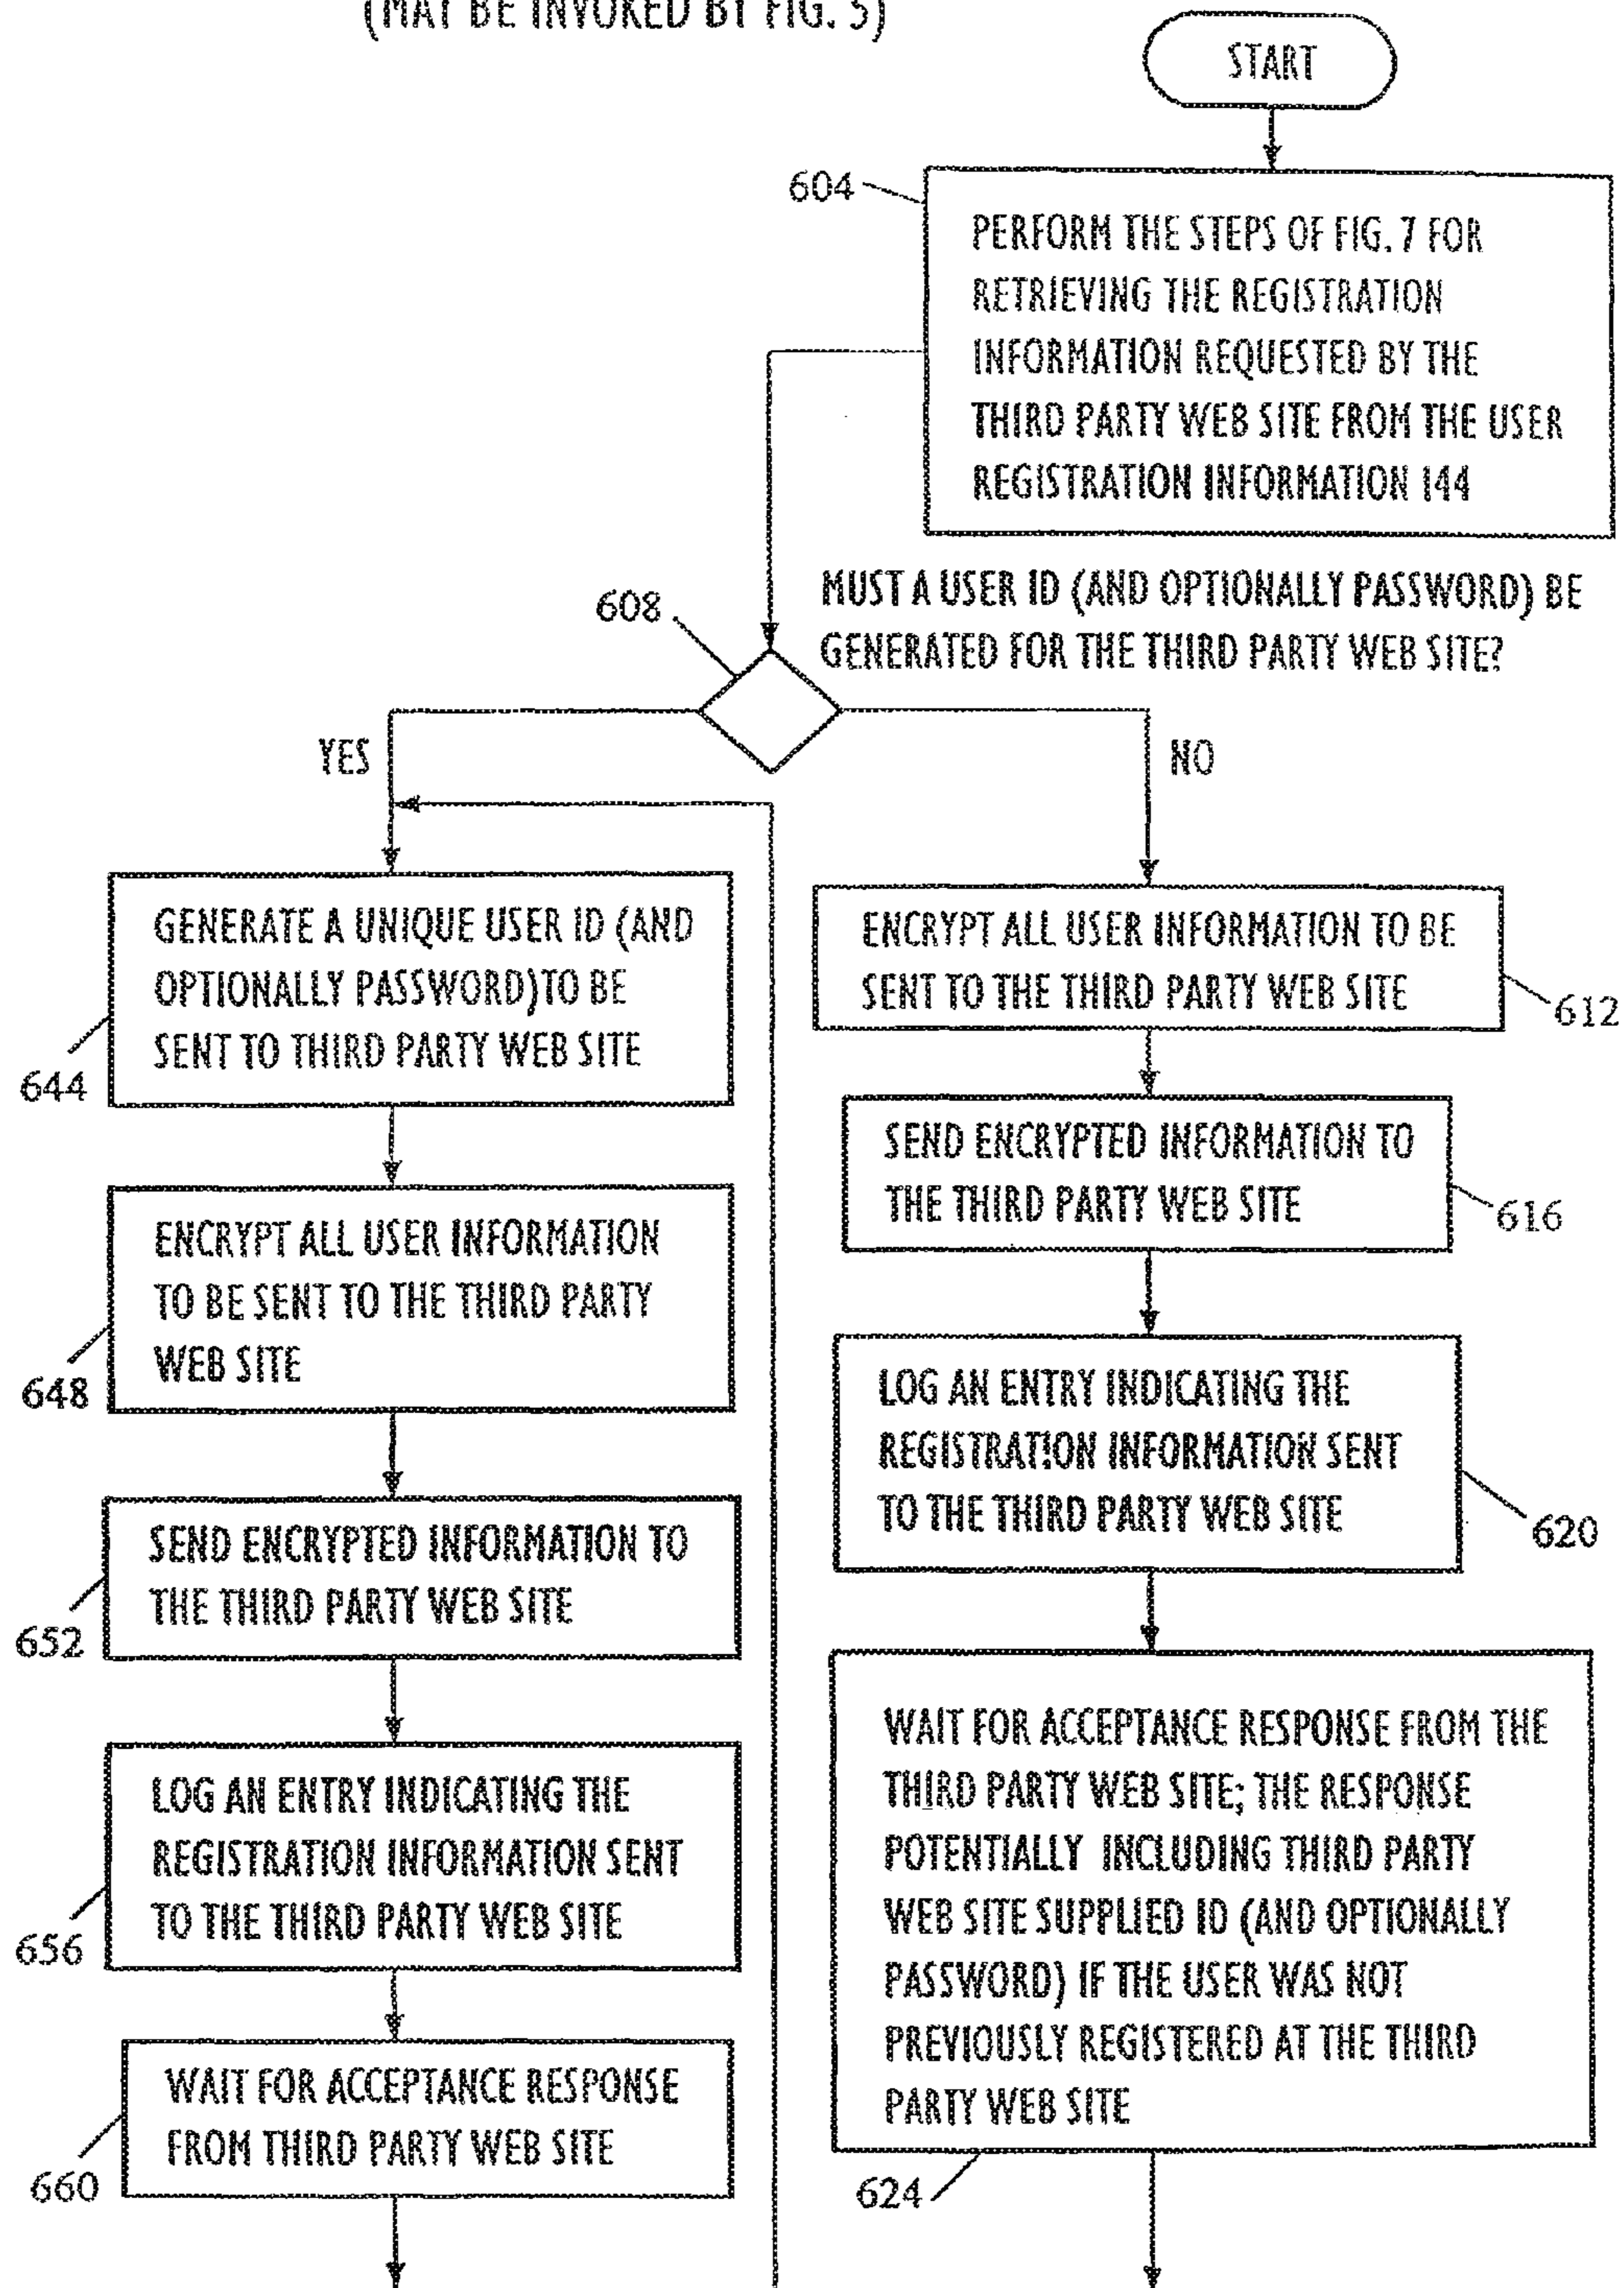 (MAY BE INVOKED BY FIG. 5)
START
604
PERFORM THE STEPS OF FIG. 7 FOR
RETRIEVING THE REGISTRATION
INFORMATION REQUESTED BY THE
THIRD PARTY WEB SITE FROM THE USER
REGISTRATION INFORMATION 144
608
MUST A USER ID (AND OPTIONALLY PASSWORD) BE
GENERATED FOR THE THIRD PARTY WEB SITE?
YES
NO
GENERATE A UNIQUE USER ID (AND
OPTIONALLY PASSWORD)TO BE
SENT TO THIRD PARTY WEB SITE
644
ENCRYPT ALL USER INFORMATION
TO BE SENT TO THE THIRD PARTY
WEB SITE
648
SEND ENCRYPTED INFORMATION TO
THE THIRD PARTY WEB SITE
652
LOG AN ENTRY INDICATING THE
REGISTRATION INFORMATION SENT
TO THE THIRD PARTY WEB SITE
656
WAIT FOR ACCEPTANCE RESPONSE
FROM THIRD PARTY WEB SITE
660
ENCRYPT ALL USER INFORMATION TO BE
SENT TO THE THIRD PARTY WEB SITE
612
SEND ENCRYPTED INFORMATION TO
THE THIRD PARTY WEB SITE
616
LOG AN ENTRY INDICATING THE
REGISTRATION INFORMATION SENT
TO THE THIRD PARTY WEB SITE
620
WAIT FOR ACCEPTANCE RESPONSE FROM THE
THIRD PARTY WEB SITE; THE RESPONSE
POTENTIALLY INCLUDING THIRD PARTY
WEB SITE SUPPLIED ID (AND OPTIONALLY
PASSWORD) IF THE USER WAS NOT
PREVIOUSLY REGISTERED AT THE THIRD
PARTY WEB SITE
624